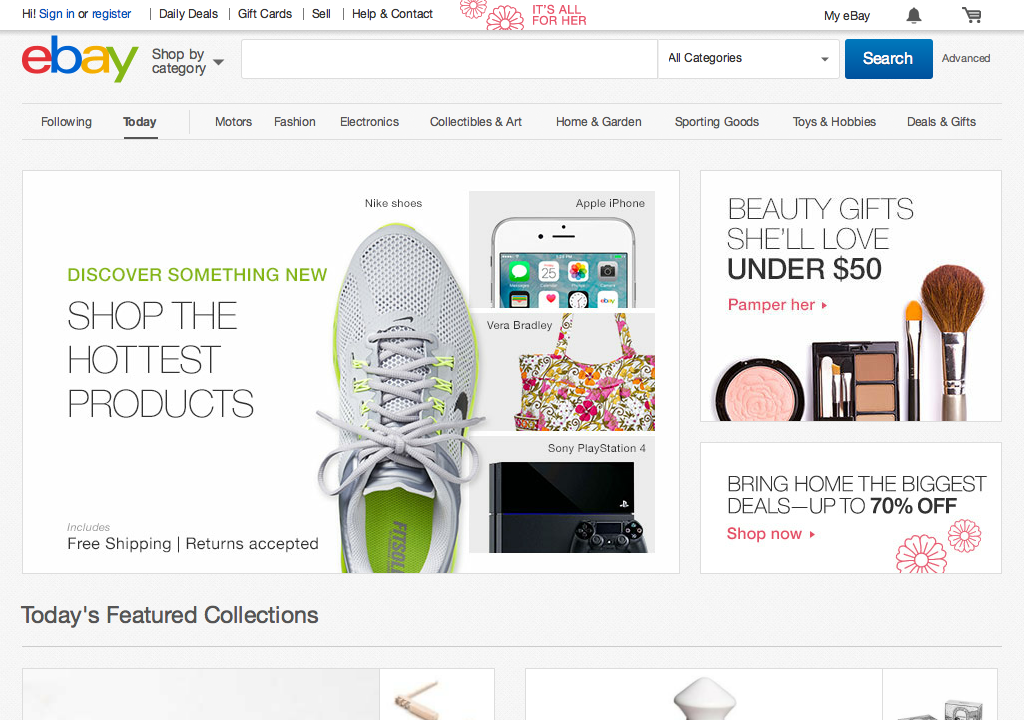 Hi! Sign in or register | Daily Deals | Gift Cards | Sell | Help & Contact
IT'S ALL
FOR HER
My eBay
ebay
Shop by
category
All Categories
Search
Advanced
Following
Today
Motors
Fashion
Electronics
Collectibles & Art
Home & Garden
Sporting Goods
Toys & Hobbies
Deals & Gifts
DISCOVER SOMETHING NEW
SHOP THE
HOTTEST
PRODUCTS
Includes
Free Shipping | Returns accepted
Nike shoes
FITSOLE
Apple iPhone
25
ebay
Vera Bradley
Sony PlayStation 4
BEAUTY GIFTS
SHE'LL LOVE
UNDER $50
Pamper her
BRING HOME THE BIGGEST
DEALS—UP TO 70% OFF
Shop now
Today's Featured Collections